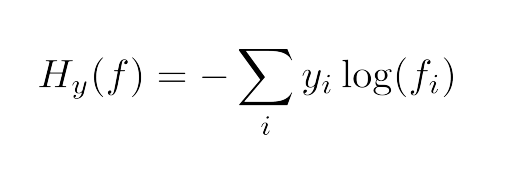 H_y(f) = -\sum_i y_i \log(f_i)